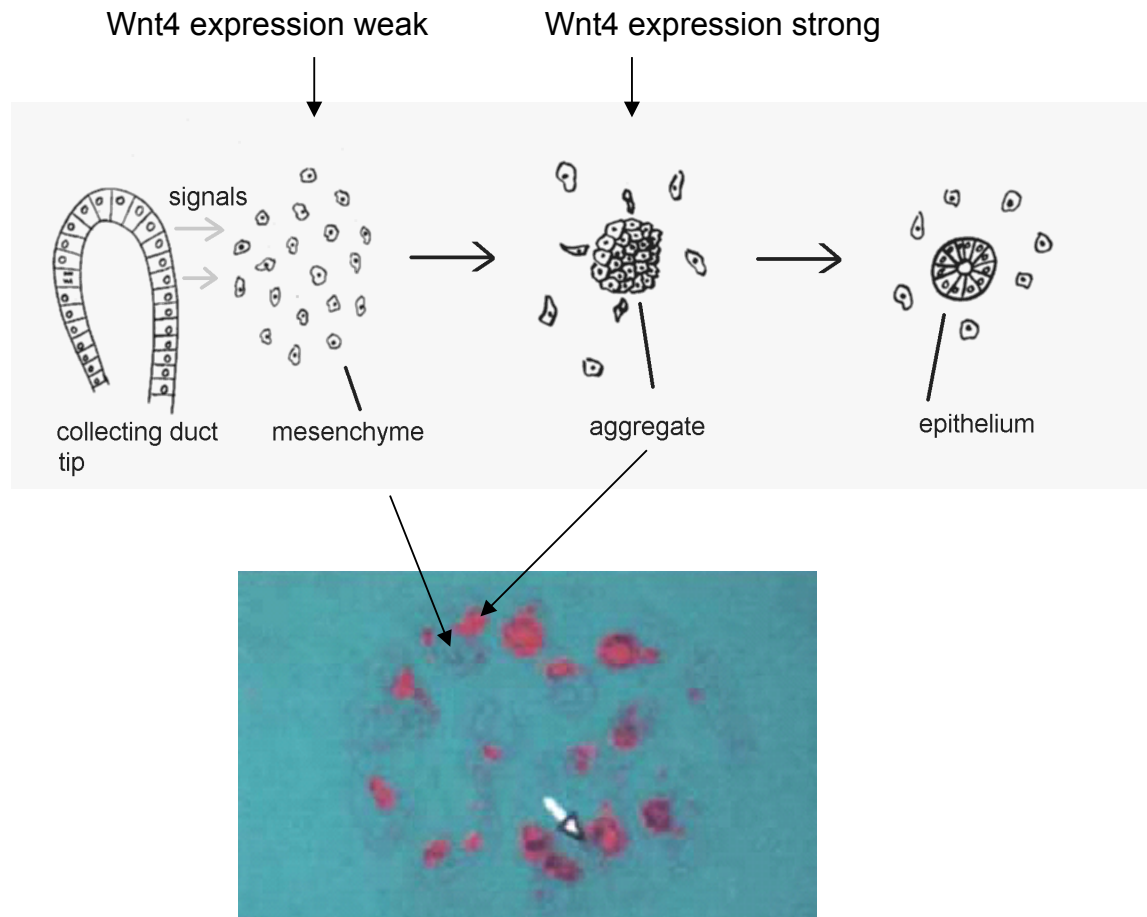 Wnt4 expression weak
Wnt4 expression strong
signals
collecting duct
tip
mesenchyme
aggregate
epithelium